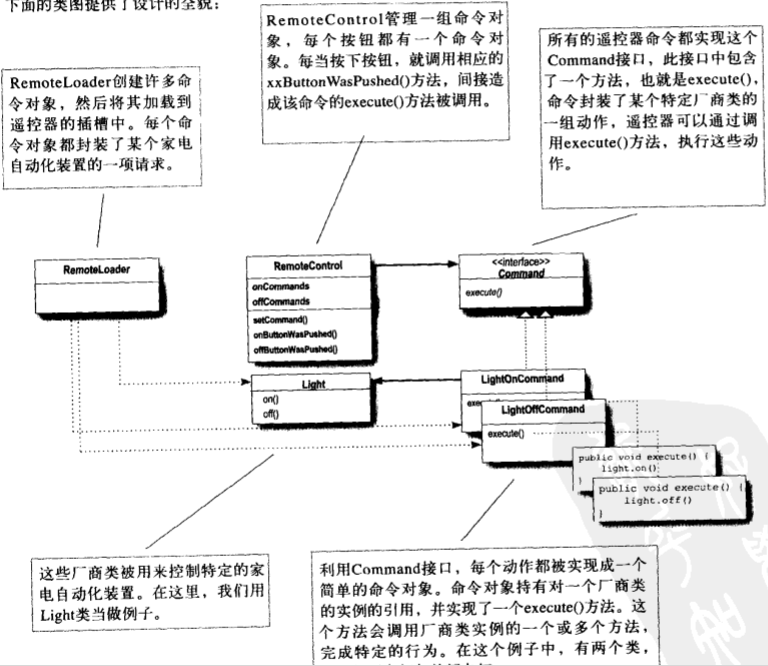 下面的类图提供了设计的全貌：
RemoteControl管理一组命令对
象，每个按钮都有一个命令对
象。每当按下按钮，就调用相应的
xxButtonWasPushed()方法，间接造
成该命令的execute()方法被调用。
所有的遥控器命令都实现这个
Command接口，此接口中包含
了一个方法，也就是execute()，
命令封装了某个特定厂商类的
一组动作，遥控器可以通过调
用execute()方法，执行这些动
作。
RemoteLoader创建许多命
令对象，然后将其加载到
遥控器的插槽中。每个命
令对象都封装了某个家电
自动化装置的一项请求。
RemoteLoader
RemoteControl
onCommands
offCommands
setCommand()
onButtonWasPushed()
offButtonWasPushed()
<<interface>>
Command
execute()
Light
on()
off()
LightOnCommand
LightOffCommand
execute()
public void execute() {
light.on()
}
public void execute() {
light.off()
}
这些厂商类被用来控制特定的家
电自动化装置。在这里，我们用
Light类当做例子。
利用Command接口，每个动作都被实现成一个
简单的命令对象。命令对象持有对一个厂商类
的实例的引用，并实现了一个execute()方法。这
个方法会调用厂商类实例的一个或多个方法，
完成特定的行为。在这个例子中，有两个类，